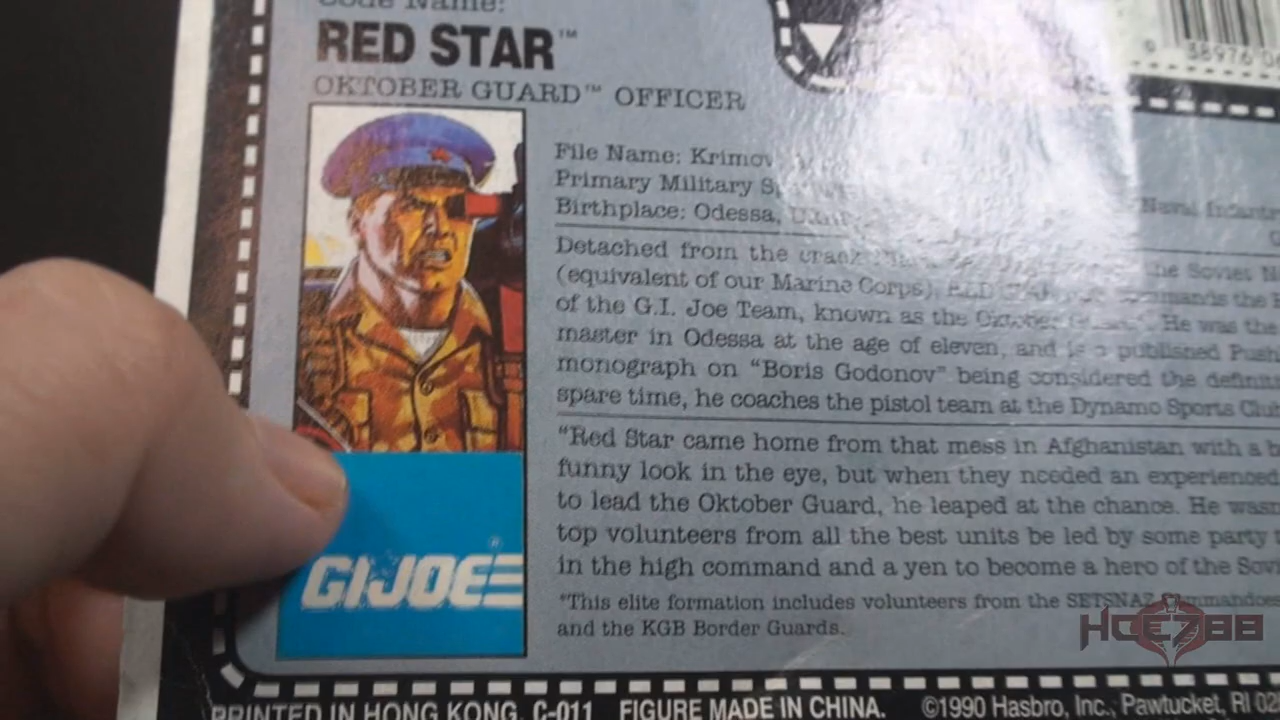 Code Name:
RED STAR™
OKTOBER GUARD™ OFFICER
File Name: Krimov
Primary Military
Naval Infantry
Birthplace: Odessa,
Detached from the crack the Soviet
(equivalent of our Marine Corps), RED STAR commands the
of the G.I. Joe Team, known as the Oktober Guard. He was the
master in Odessa at the age of eleven, and is a published Push
monograph on "Boris Godonov" being considered the
spare time, he coaches the pistol team at the Dynamo Sports Club
"Red Star came home from that mess in Afghanistan with a
funny look in the eye, but when they needed an experienced
to lead the Oktober Guard, he leaped at the chance. He wasn
top volunteers from all the best units be led by some party
in the high command and a yen to become a hero of the Sovi
*This elite formation includes volunteers from the SETSNAZ
and the KGB Border Guards.
GI JOE®
PRINTED IN HONG KONG. C-011 FIGURE MADE IN CHINA. ©1990 Hasbro, Inc., Pawtucket, RI 02
HCC788